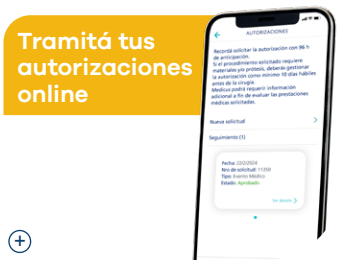 Tramitá tus
autorizaciones
online
AUTORIZACIONES
Recordá solicitar la autorización con 96 h
de anticipación.
Si el procedimiento solicitado requiere
materiales y/o prótesis, deberás gestionar
la autorización como mínimo 10 días hábiles
antes de la cirugía.
Medicus podrá requerir información
adicional a fin de evaluar las prestaciones
médicas solicitadas.
Nueva solicitud
Seguimiento (1)
Fecha: 22/2/2024
Nro de solicitud: 11359
Tipo: Evento Médico
Estado: Aprobado
Ver detalle